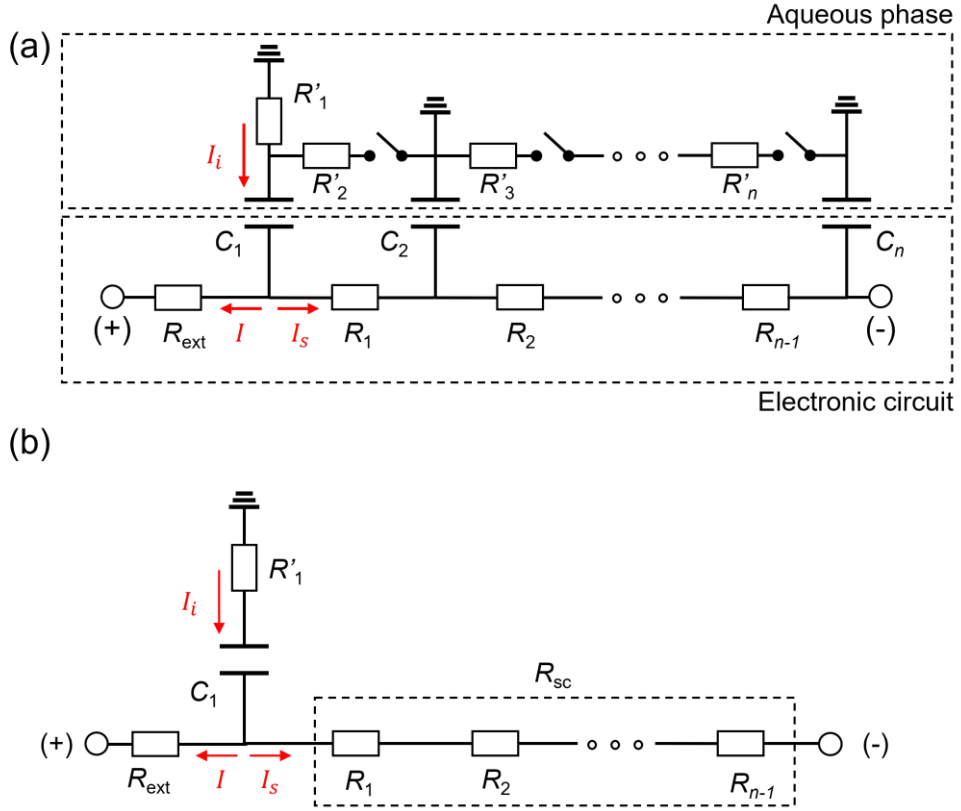 Aqueous phase
(a)
R'1
Ii
R'2
R'3
R'n
C1
C2
Cn
(+)
Rext
I
Is
R1
R2
Rn-1
(-)
Electronic circuit
(b)
R'1
Ii
C1
Rsc
(+)
Rext
I
Is
R1
R2
Rn-1
(-)